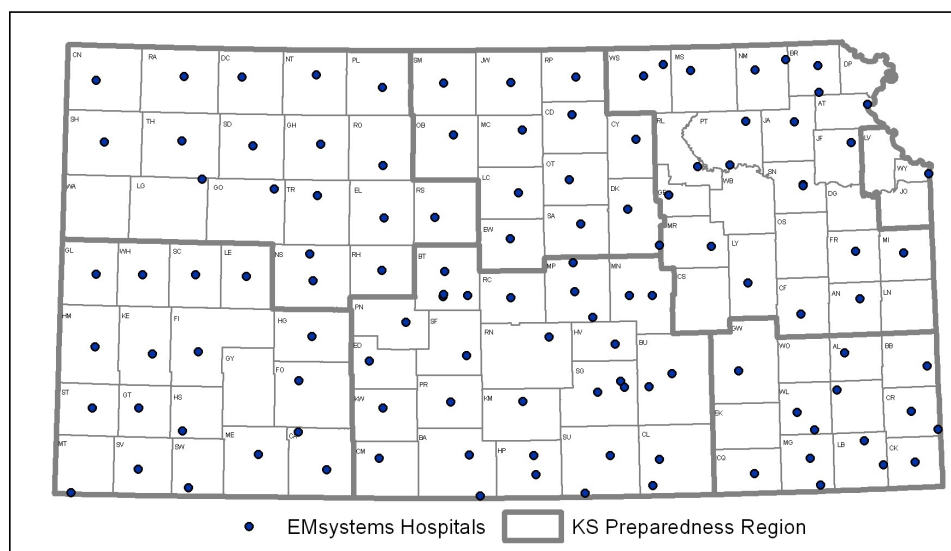 CN RA DC NT PL SM JW RP WS MS NM BR DP
SH TH SD GH RO OB MC CD CY RL PT JA AT
JF LV
WA LG GO TR EL RS LC OT DK GE WB SN WY
DG JO
EW SA MR LY OS FR MI
GL WH SC LE NS RH BT RC MP MN CS
CF AN LN
HM KE FI HG PN SF RN HV BU GW
WO AL BB
ED
GY FO SG
ST GT HS KW PR KM EK WL CR
MT SV SW ME CA CM BA HP SU CL CQ MG LB CK
EMsystems Hospitals KS Preparedness Region